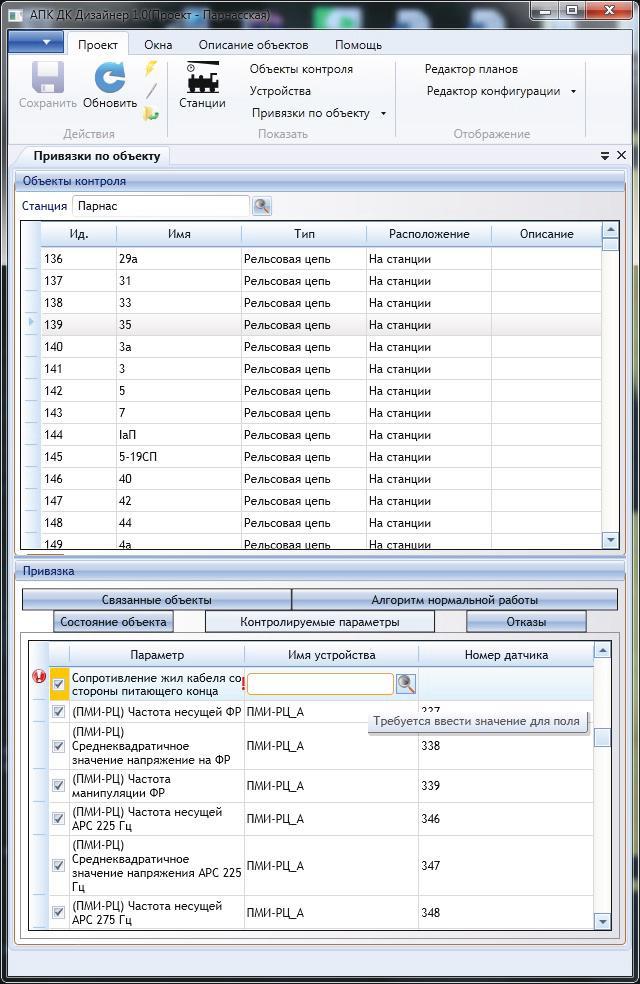 АПК ДК Дизайнер 1.0(Проект - Парнасская)
Проект Окна Описание объектов Помощь
Сохранить Обновить
Станции
Объекты контроля
Устройства
Привязки по объекту
Редактор планов
Редактор конфигурации
Действия Показать Отображение
Привязки по объекту
Объекты контроля
Станция Парнас
Ид. Имя Тип Расположение Описание
136 29а Рельсовая цепь На станции
137 31 Рельсовая цепь На станции
138 33 Рельсовая цепь На станции
139 35 Рельсовая цепь На станции
140 3а Рельсовая цепь На станции
141 3 Рельсовая цепь На станции
142 5 Рельсовая цепь На станции
143 7 Рельсовая цепь На станции
144 IаП Рельсовая цепь На станции
145 5-19СП Рельсовая цепь На станции
146 40 Рельсовая цепь На станции
147 42 Рельсовая цепь На станции
148 44 Рельсовая цепь На станции
149 4а Рельсовая цепь На станции
Привязка
Связанные объекты Алгоритм нормальной работы
Состояние объекта Контролируемые параметры Отказы
Параметр Имя устройства Номер датчика
Сопротивление жил кабеля со
стороны питающего конца
(ПМИ-РЦ) Частота несущей ФР ПМИ-РЦ_А
Требуется ввести значение для поля
(ПМИ-РЦ)
Среднеквадратичное ПМИ-РЦ_А 338
значение напряжение на ФР
(ПМИ-РЦ) Частота
манипуляции ФР ПМИ-РЦ_А 339
(ПМИ-РЦ) Частота несущей
АРС 225 Гц ПМИ-РЦ_А 346
(ПМИ-РЦ)
Среднеквадратичное
значение напряжения АРС 225 ПМИ-РЦ_А 347
Гц
(ПМИ-РЦ) Частота несущей
АРС 275 Гц ПМИ-РЦ_А 348